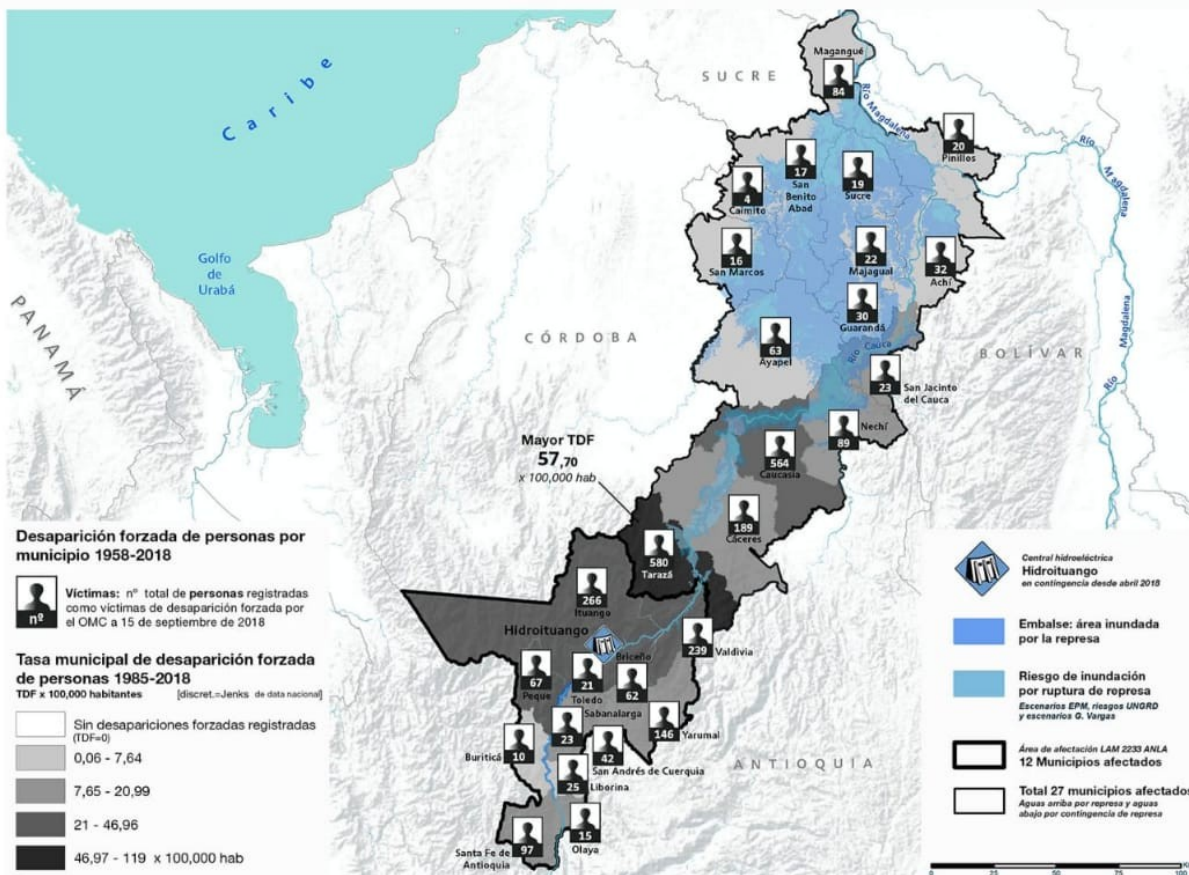 Caribe
SUCRE
Magangué
84
Río Magdalena
20
Pinillos
Río
Magdalena
17
San
Benito
Abad
19
Sucre
4
Caimito
16
San Marcos
22
Majagual
32
Achí
Golfo
de
Urabá
30
Guarandá
PANAMÁ
CÓRDOBA
63
Ayapel
Río Cauca
BOLÍVAR
Magdalena
Río
23
San Jacinto
del Cauca
Nechí
89
Mayor TDF
57,70
x 100,000 hab
564
Caucasia
189
Cáceres
580
Tarazá
266
Ituango
Hidroituango
Briceño
239
Valdivia
67
Peque
21
Toledo
62
Sabanalarga
23
146
Yarumal
Buriticá
10
42
San Andrés de Cuerquia
25
Liborina
ANTIOQUIA
15
Olaya
97
Santa Fe de
Antioquia
Desaparición forzada de personas por
municipio 1958-2018
nº
Víctimas: nº total de personas registradas
como víctimas de desaparición forzada por
el OMC a 15 de septiembre de 2018
Tasa municipal de desaparición forzada
de personas 1985-2018
TDF x 100,000 habitantes [discret.=Jenks de data nacional]
Sin desapariciones forzadas registradas
(TDF=0)
0,06 - 7,64
7,65 - 20,99
21 - 46,96
46,97 - 119 x 100,000 hab
Central hidroeléctrica
Hidroituango
en contingencia desde abril 2018
Embalse: área inundada
por la represa
Riesgo de inundación
por ruptura de represa
Escenarios EPM, riesgos UNGRD
y escenarios G. Vargas
Área de afectación LAM 2233 ANLA
12 Municipios afectados
Total 27 municipios afectados
Aguas arriba por represa y aguas
abajo por contingencia de represa
0 25 50 75 100